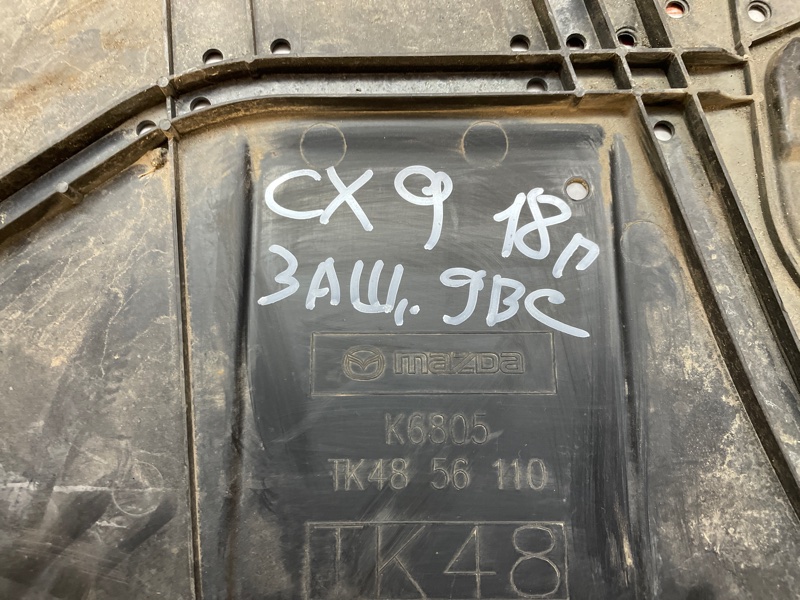 CX 9 18г
ЗАЩ. ДВС
mazda
K6805
TK48 56 110
TK48